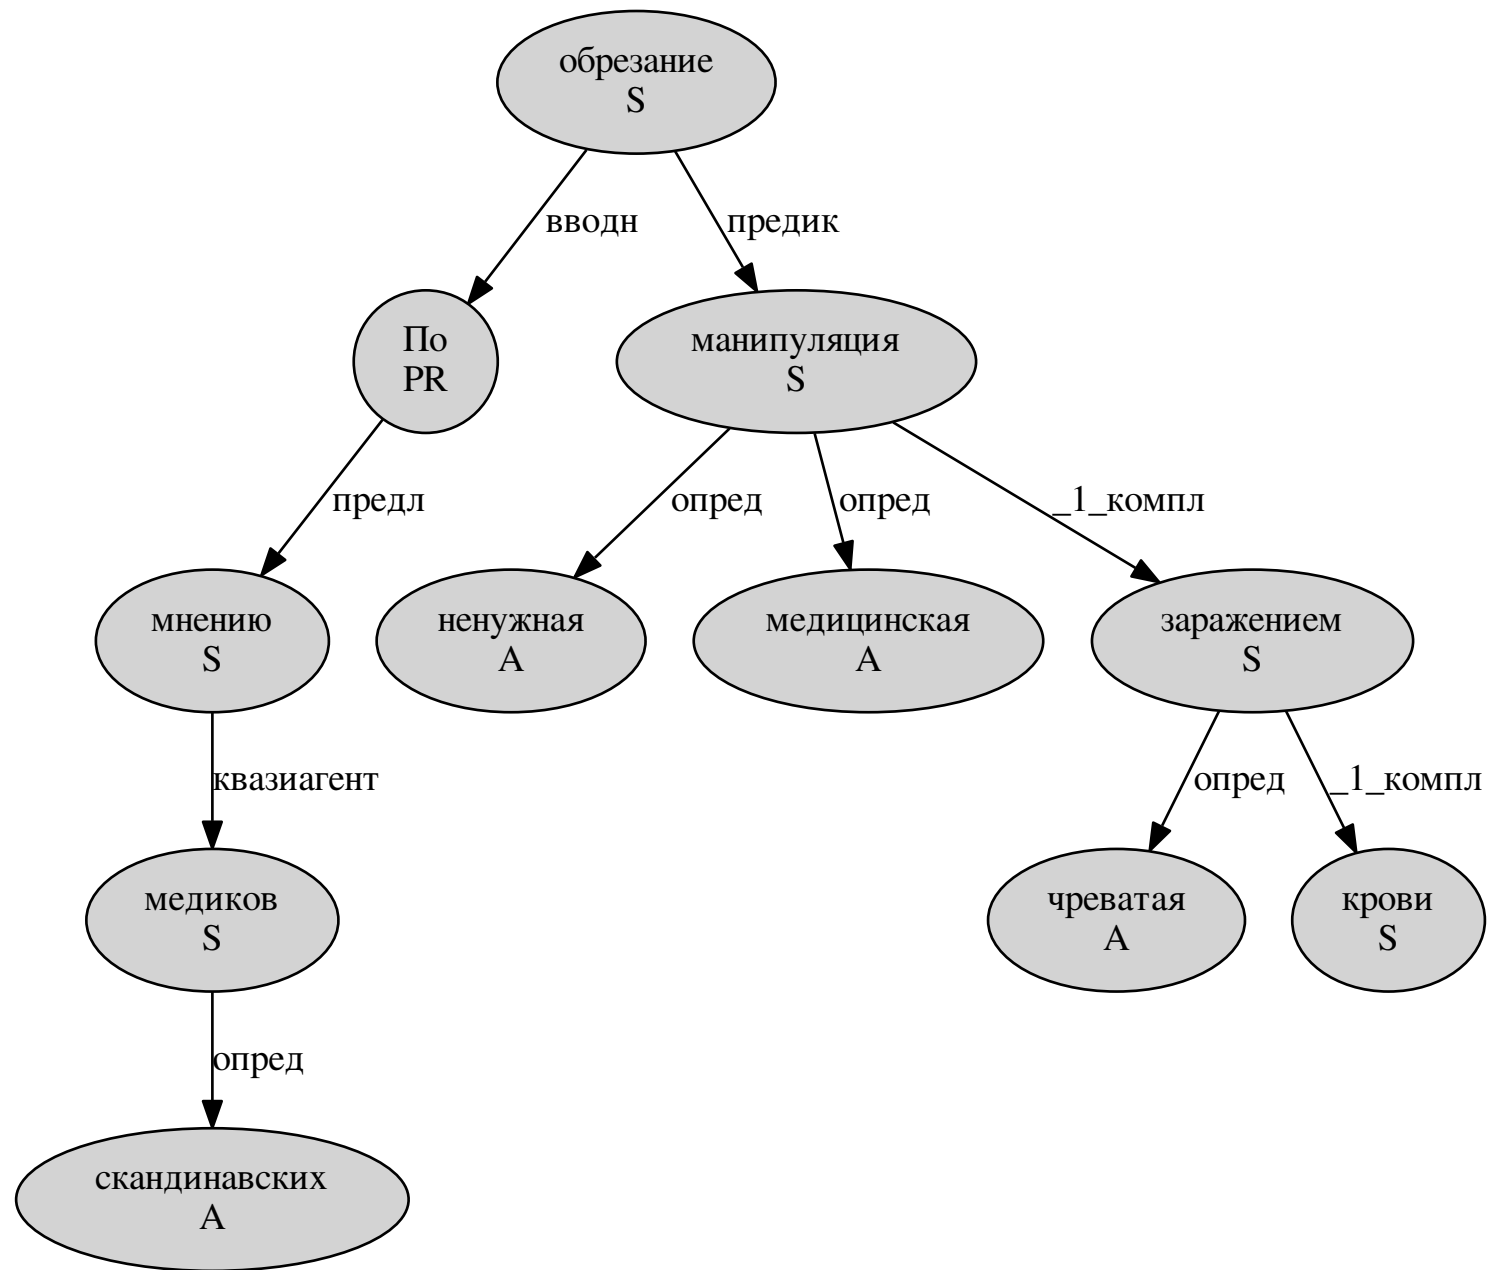 обрезание
S
вводн
предик
По
PR
манипуляция
S
предл
опред
опред
_1_компл
мнению
S
ненужная
A
медицинская
A
заражением
S
квазиагент
опред
_1_компл
медиков
S
чреватая
A
крови
S
опред
скандинавских
A